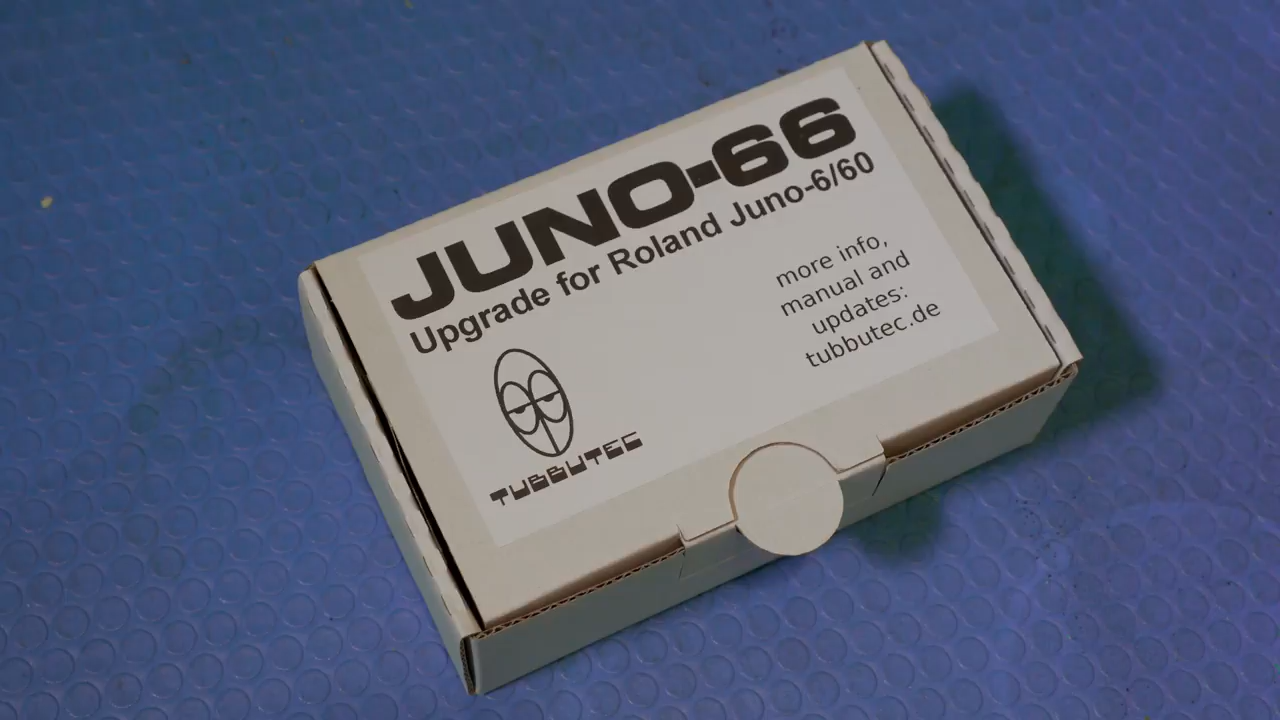 JUNO-66
Upgrade for Roland Juno-6/60
more info,
manual and
updates:
tubbutec.de
TUBBUTEC